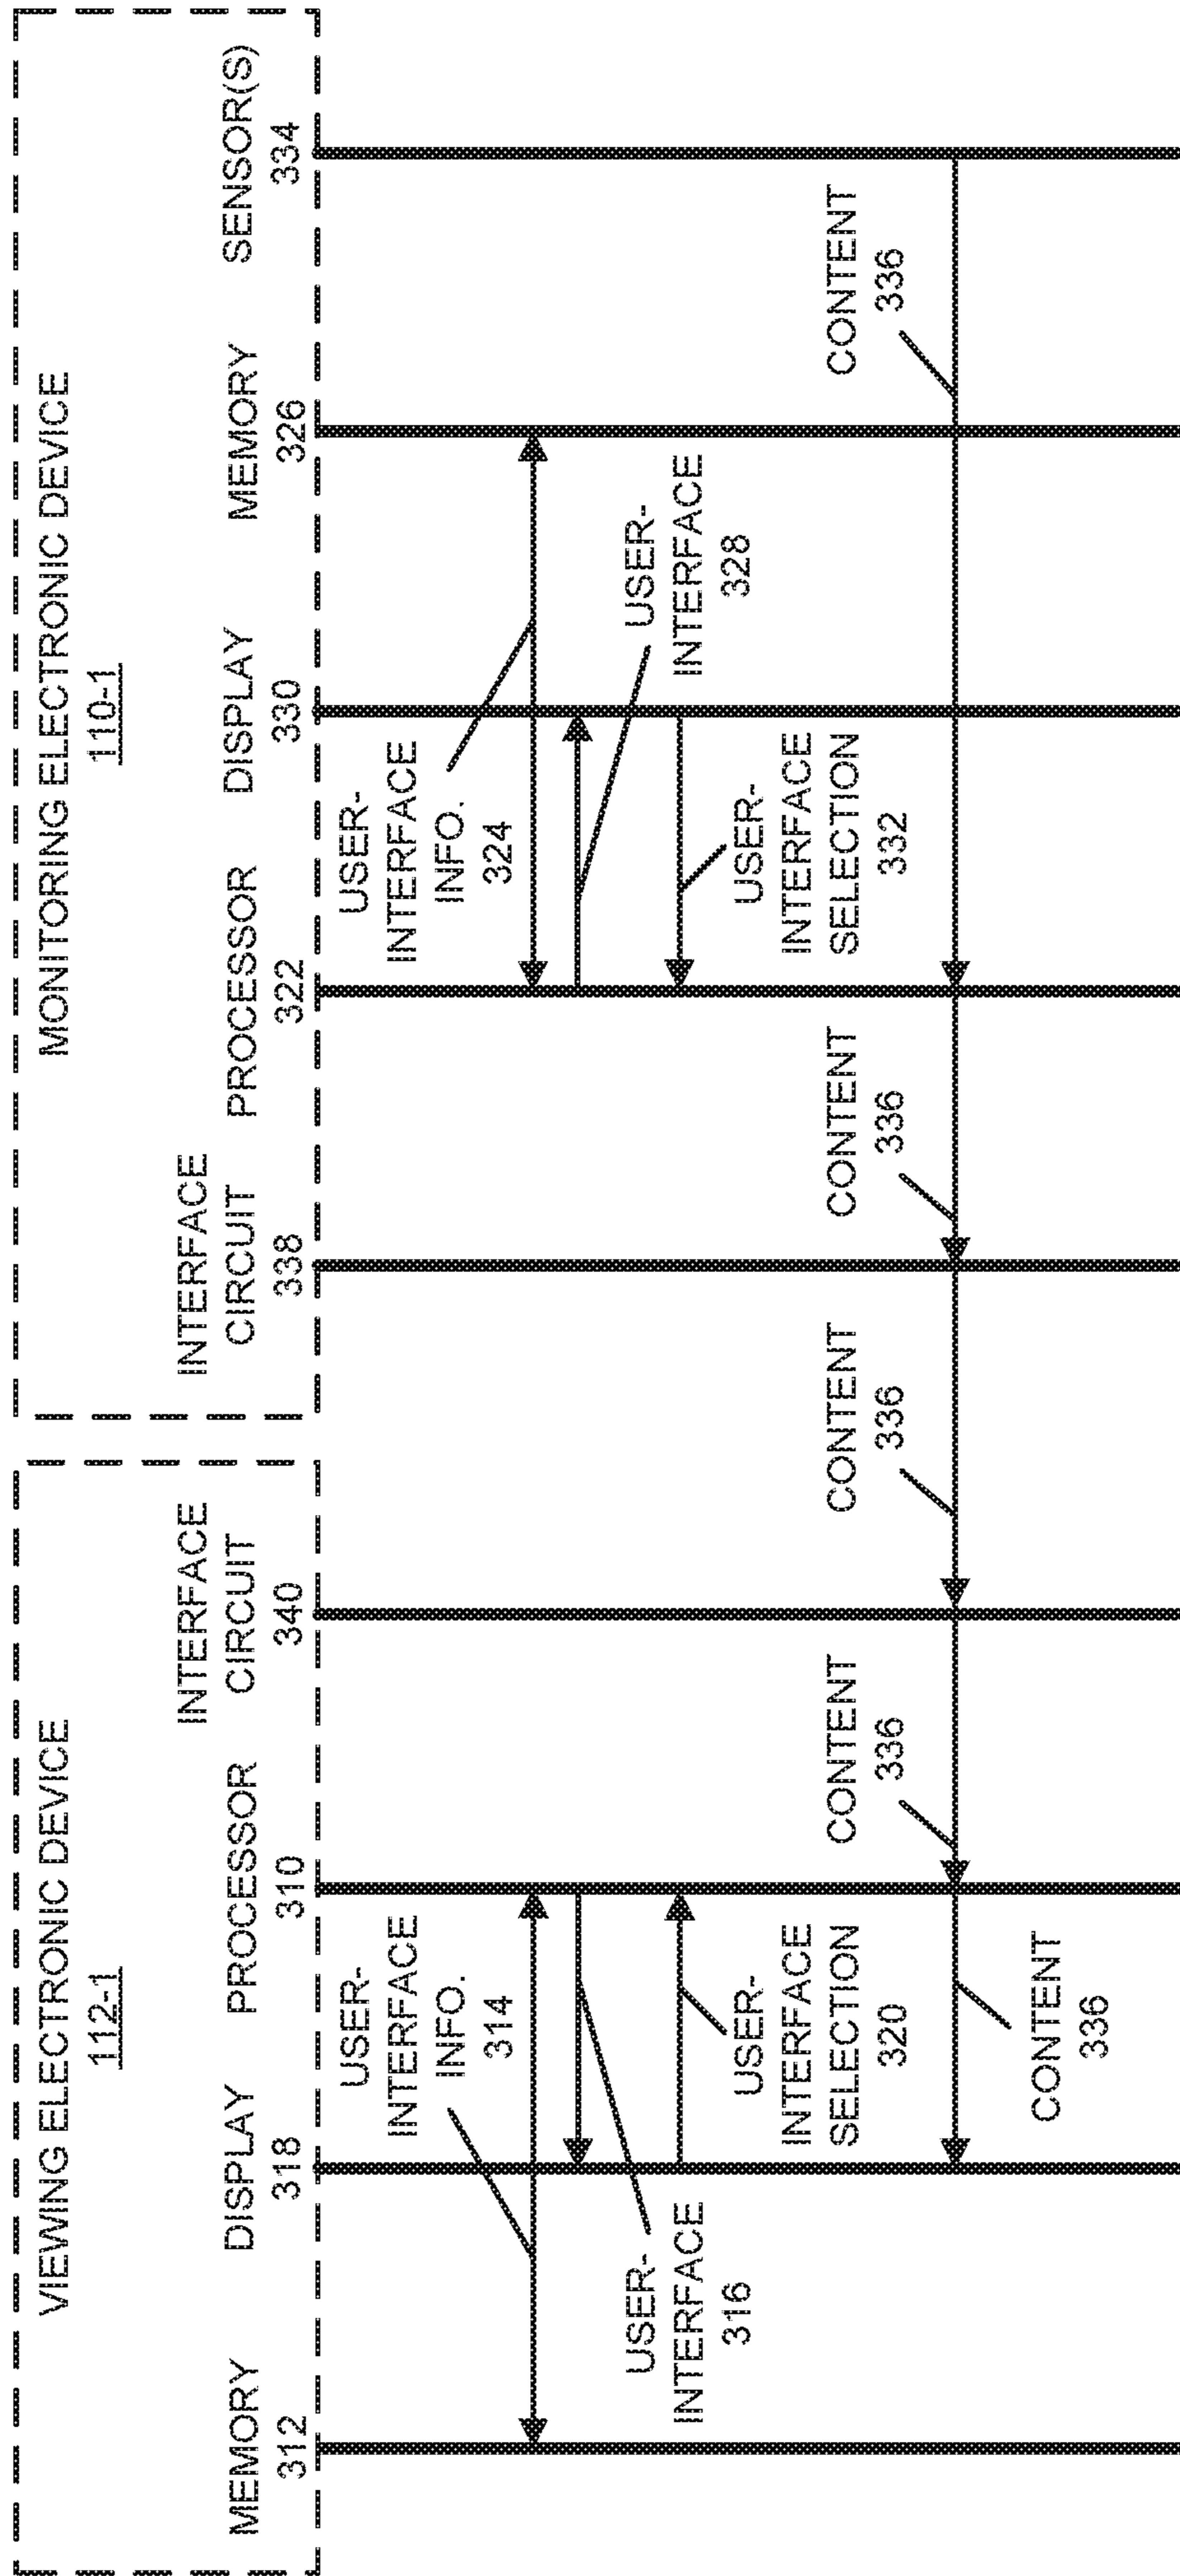 VIEWING ELECTRONIC DEVICE
112-1
MEMORY
312
DISPLAY
318
PROCESSOR
310
INTERFACE
CIRCUIT
340
MONITORING ELECTRONIC DEVICE
110-1
INTERFACE
CIRCUIT
338
PROCESSOR
322
DISPLAY
330
MEMORY
326
SENSOR(S)
334
USER-
INTERFACE
INFO.
314
USER-
INTERFACE
316
USER-
INTERFACE
SELECTION
320
USER-
INTERFACE
INFO.
324
USER-
INTERFACE
328
USER-
INTERFACE
SELECTION
332
CONTENT
336
CONTENT
336
CONTENT
336
CONTENT
336
CONTENT
336